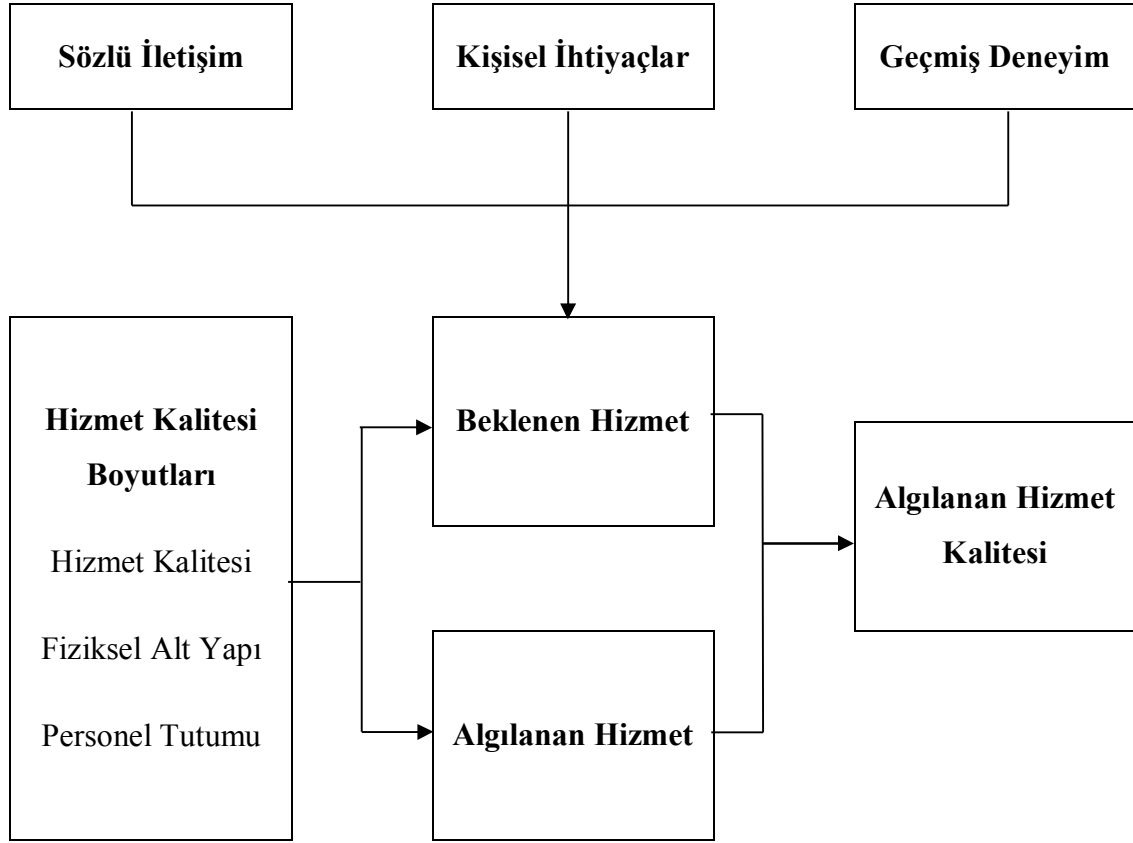 Sözlü İletişim
Kişisel İhtiyaçlar
Geçmiş Deneyim
Hizmet Kalitesi
Boyutları
Hizmet Kalitesi
Fiziksel Alt Yapı
Personel Tutumu
Beklenen Hizmet
Algılanan Hizmet
Algılanan Hizmet
Kalitesi